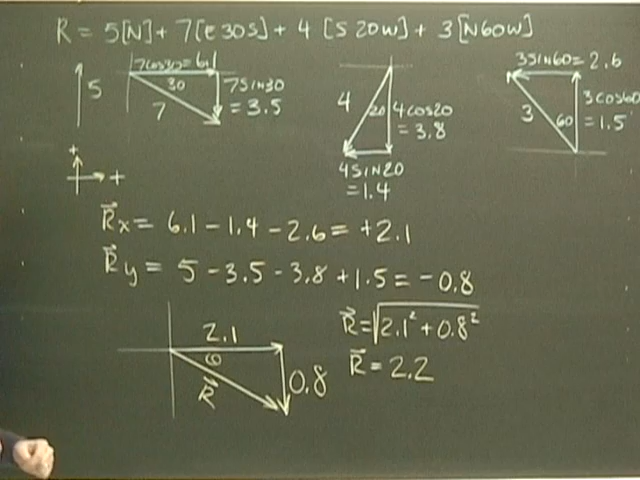 R = 5[N] + 7[E30S] + 4 [S 20W] + 3[N60W]
5
7cos30 = 6.1
30
7
7sin30
= 3.5
4
20
4cos20
= 3.8
4sin20
= 1.4
3sin60 = 2.6
3
60
3cos60
= 1.5
+
+
R⃗x = 6.1 - 1.4 - 2.6 = +2.1
R⃗y = 5 - 3.5 - 3.8 + 1.5 = -0.8
2.1
Θ
R⃗
0.8
R⃗ = √2.1² + 0.8²
R⃗ = 2.2